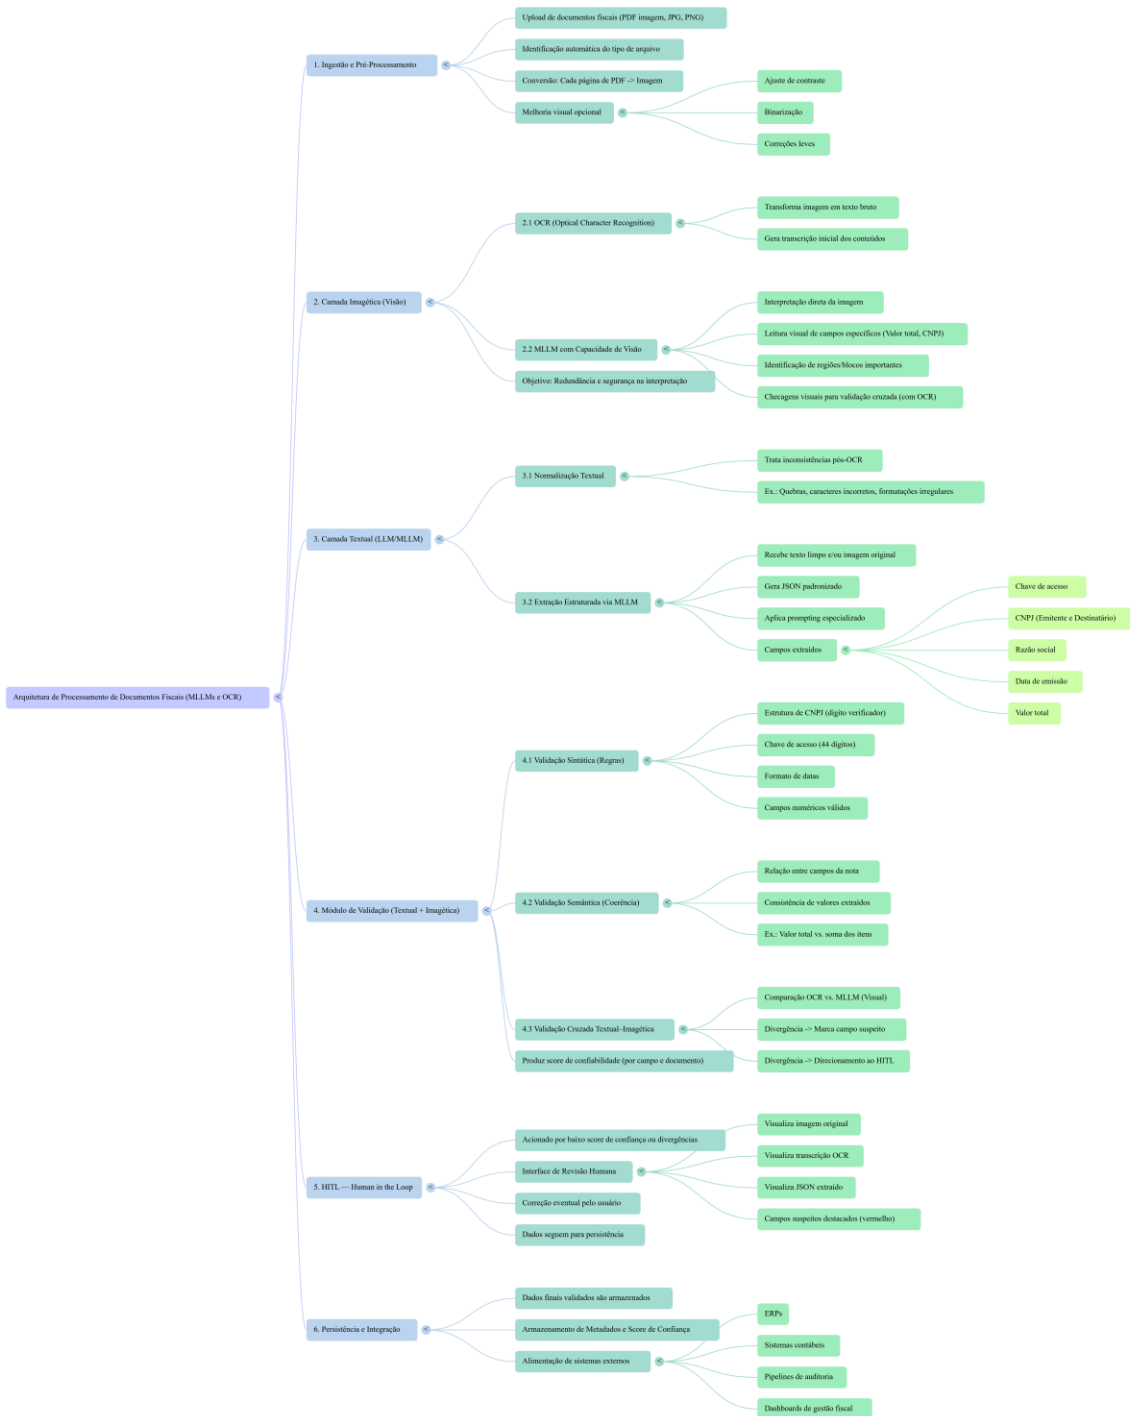 Arquitetura de Processamento de Documentos Fiscais (MLLMs e OCR)
1. Ingestão e Pré-Processamento
Upload de documentos fiscais (PDF imagem, JPG, PNG)
Identificação automática do tipo de arquivo
Conversão: Cada página de PDF -> Imagem
Melhoria visual opcional
Ajuste de contraste
Binarização
Correções leves
2. Camada Imagética (Visão)
2.1 OCR (Optical Character Recognition)
Transforma imagem em texto bruto
Gera transcrição inicial dos conteúdos
2.2 MLLM com Capacidade de Visão
Interpretação direta da imagem
Leitura visual de campos específicos (Valor total, CNPJ)
Identificação de regiões/blocos importantes
Checagens visuais para validação cruzada (com OCR)
Objetivo: Redundância e segurança na interpretação
3. Camada Textual (LLM/MLLM)
3.1 Normalização Textual
Trata inconsistências pós-OCR
Ex.: Quebras, caracteres incorretos, formatações irregulares
3.2 Extração Estruturada via MLLM
Recebe texto limpo e/ou imagem original
Gera JSON padronizado
Aplica prompting especializado
Campos extraídos
Chave de acesso
CNPJ (Emitente e Destinatário)
Razão social
Data de emissão
Valor total
4. Módulo de Validação (Textual + Imagética)
4.1 Validação Sintática (Regras)
Estrutura de CNPJ (dígito verificador)
Chave de acesso (44 dígitos)
Formato de datas
Campos numéricos válidos
4.2 Validação Semântica (Coerência)
Relação entre campos da nota
Consistência de valores extraídos
Ex.: Valor total vs. soma dos itens
4.3 Validação Cruzada Textual–Imagética
Comparação OCR vs. MLLM (Visual)
Divergência -> Marca campo suspeito
Divergência -> Direcionamento ao HITL
Produz score de confiabilidade (por campo e documento)
5. HITL — Human in the Loop
Acionado por baixo score de confiança ou divergências
Interface de Revisão Humana
Visualiza imagem original
Visualiza transcrição OCR
Visualiza JSON extraído
Campos suspeitos destacados (vermelho)
Correção eventual pelo usuário
Dados seguem para persistência
6. Persistência e Integração
Dados finais validados são armazenados
Armazenamento de Metadados e Score de Confiança
Alimentação de sistemas externos
ERPs
Sistemas contábeis
Pipelines de auditoria
Dashboards de gestão fiscal